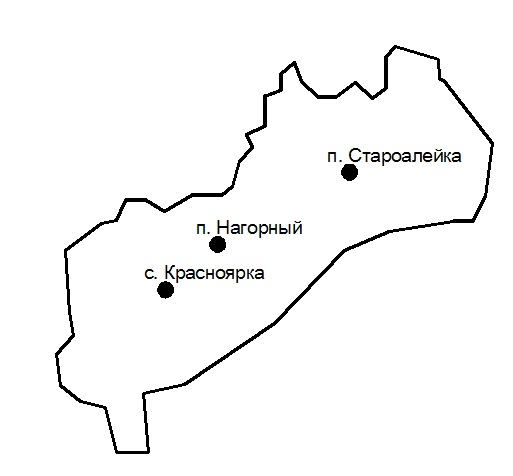 п. Староалейка
п. Нагорный
с. Красноярка